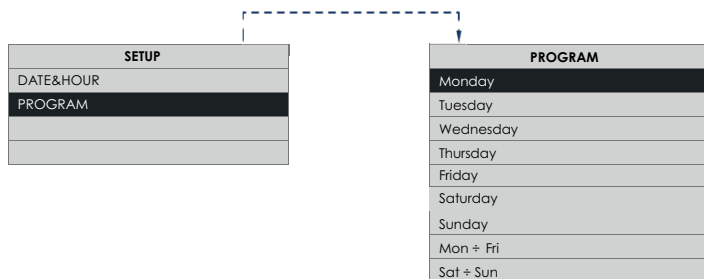 SETUP
DATE&HOUR
PROGRAM
PROGRAM
Monday
Tuesday
Wednesday
Thursday
Friday
Saturday
Sunday
Mon ÷ Fri
Sat ÷ Sun